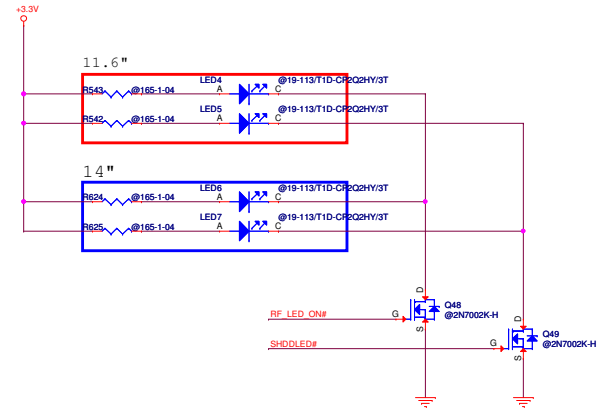 +3.3V
11.6"
R543 @165-1-04 LED4 A C @19-113/T1D-CP2Q2HY/3T
R542 @165-1-04 LED5 A C @19-113/T1D-CP2Q2HY/3T
14"
R624 @165-1-04 LED6 A C @19-113/T1D-CP2Q2HY/3T
R625 @165-1-04 LED7 A C @19-113/T1D-CP2Q2HY/3T
RF_LED_ON# G D S Q48
@2N7002K-H
SHDDLED# G D S Q49
@2N7002K-H